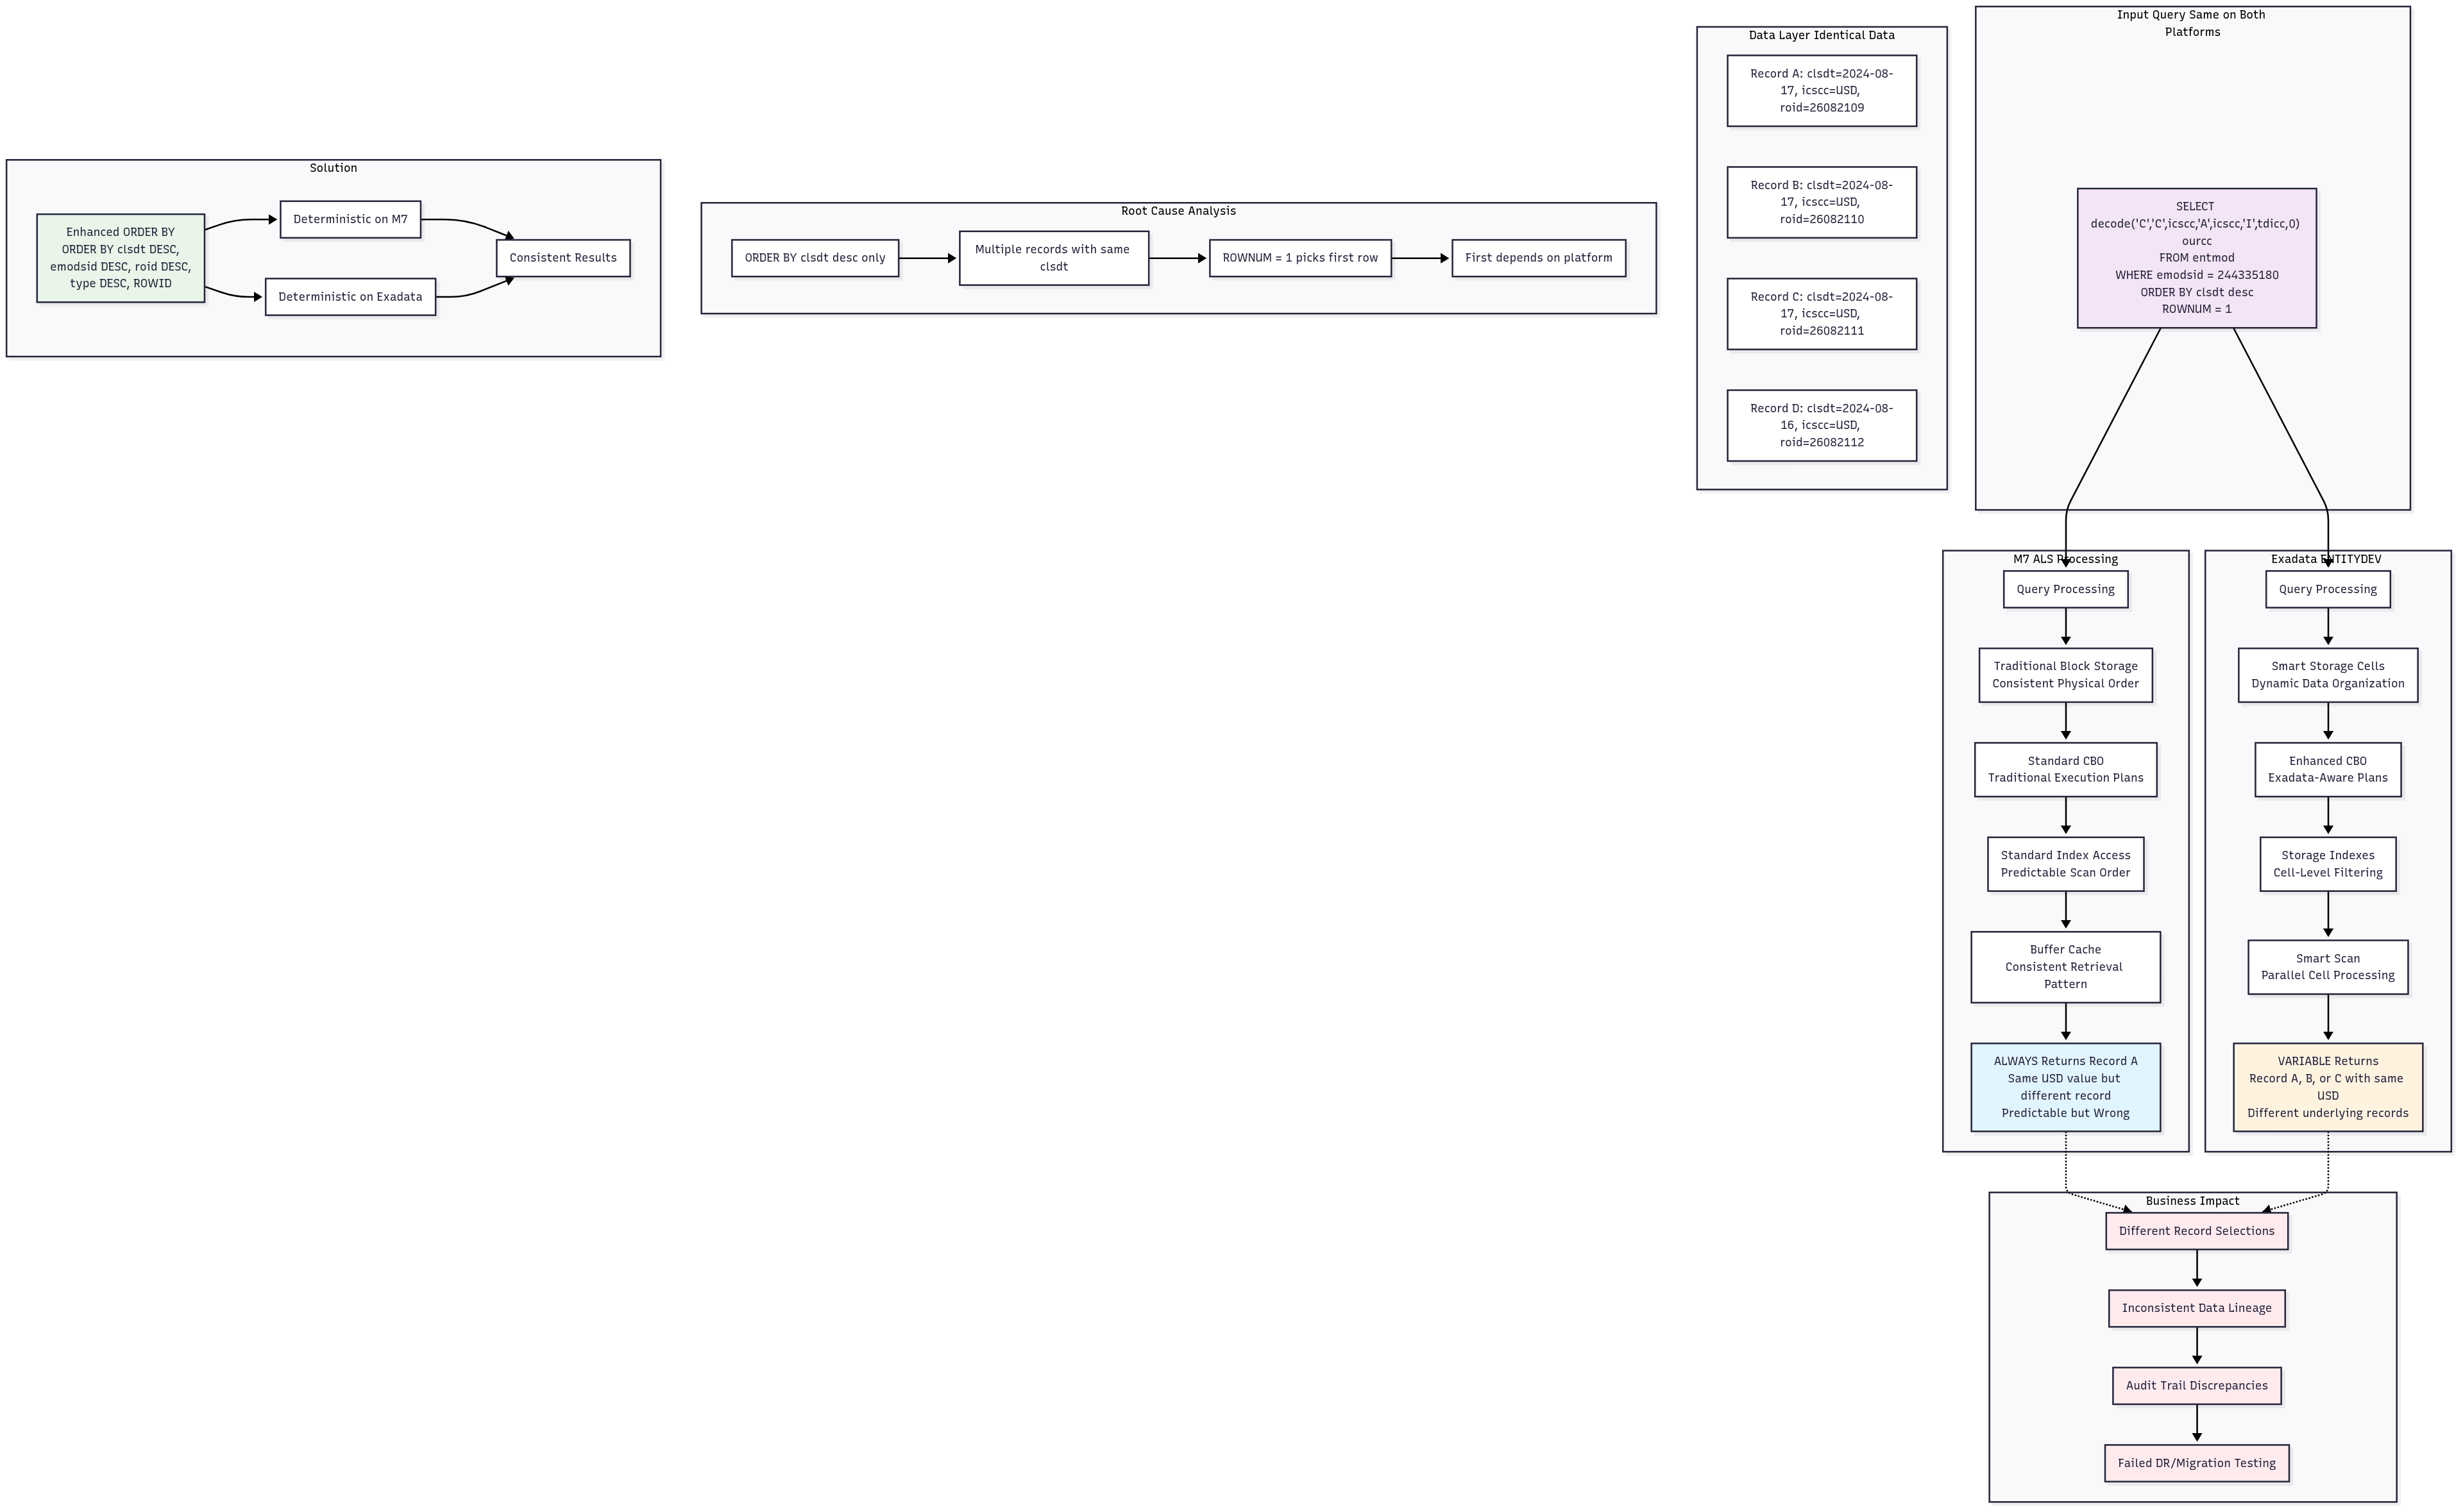 Solution
Enhanced ORDER BY
ORDER BY clsdt DESC,
emodsid DESC, roid DESC,
type DESC, ROWID
Deterministic on M7
Deterministic on Exadata
Consistent Results
Root Cause Analysis
ORDER BY clsdt desc only
Multiple records with same
clsdt
ROWNUM = 1 picks first row
First depends on platform
Data Layer Identical Data
Record A: clsdt=2024-08-
17, icscc=USD,
roid=26082109
Record B: clsdt=2024-08-
17, icscc=USD,
roid=26082110
Record C: clsdt=2024-08-
17, icscc=USD,
roid=26082111
Record D: clsdt=2024-08-
16, icscc=USD,
roid=26082112
Input Query Same on Both
Platforms
SELECT
decode('C','C',icscc,'A',icscc,'I',tdicc,0)
ourcc
FROM entmod
WHERE emodsid = 244335180
ORDER BY clsdt desc
ROWNUM = 1
M7 ALS Processing
Query Processing
Traditional Block Storage
Consistent Physical Order
Standard CBO
Traditional Execution Plans
Standard Index Access
Predictable Scan Order
Buffer Cache
Consistent Retrieval
Pattern
ALWAYS Returns Record A
Same USD value but
different record
Predictable but Wrong
Exadata ENTITYDEV
Query Processing
Smart Storage Cells
Dynamic Data Organization
Enhanced CBO
Exadata-Aware Plans
Storage Indexes
Cell-Level Filtering
Smart Scan
Parallel Cell Processing
VARIABLE Returns
Record A, B, or C with same
USD
Different underlying records
Business Impact
Different Record Selections
Inconsistent Data Lineage
Audit Trail Discrepancies
Failed DR/Migration Testing